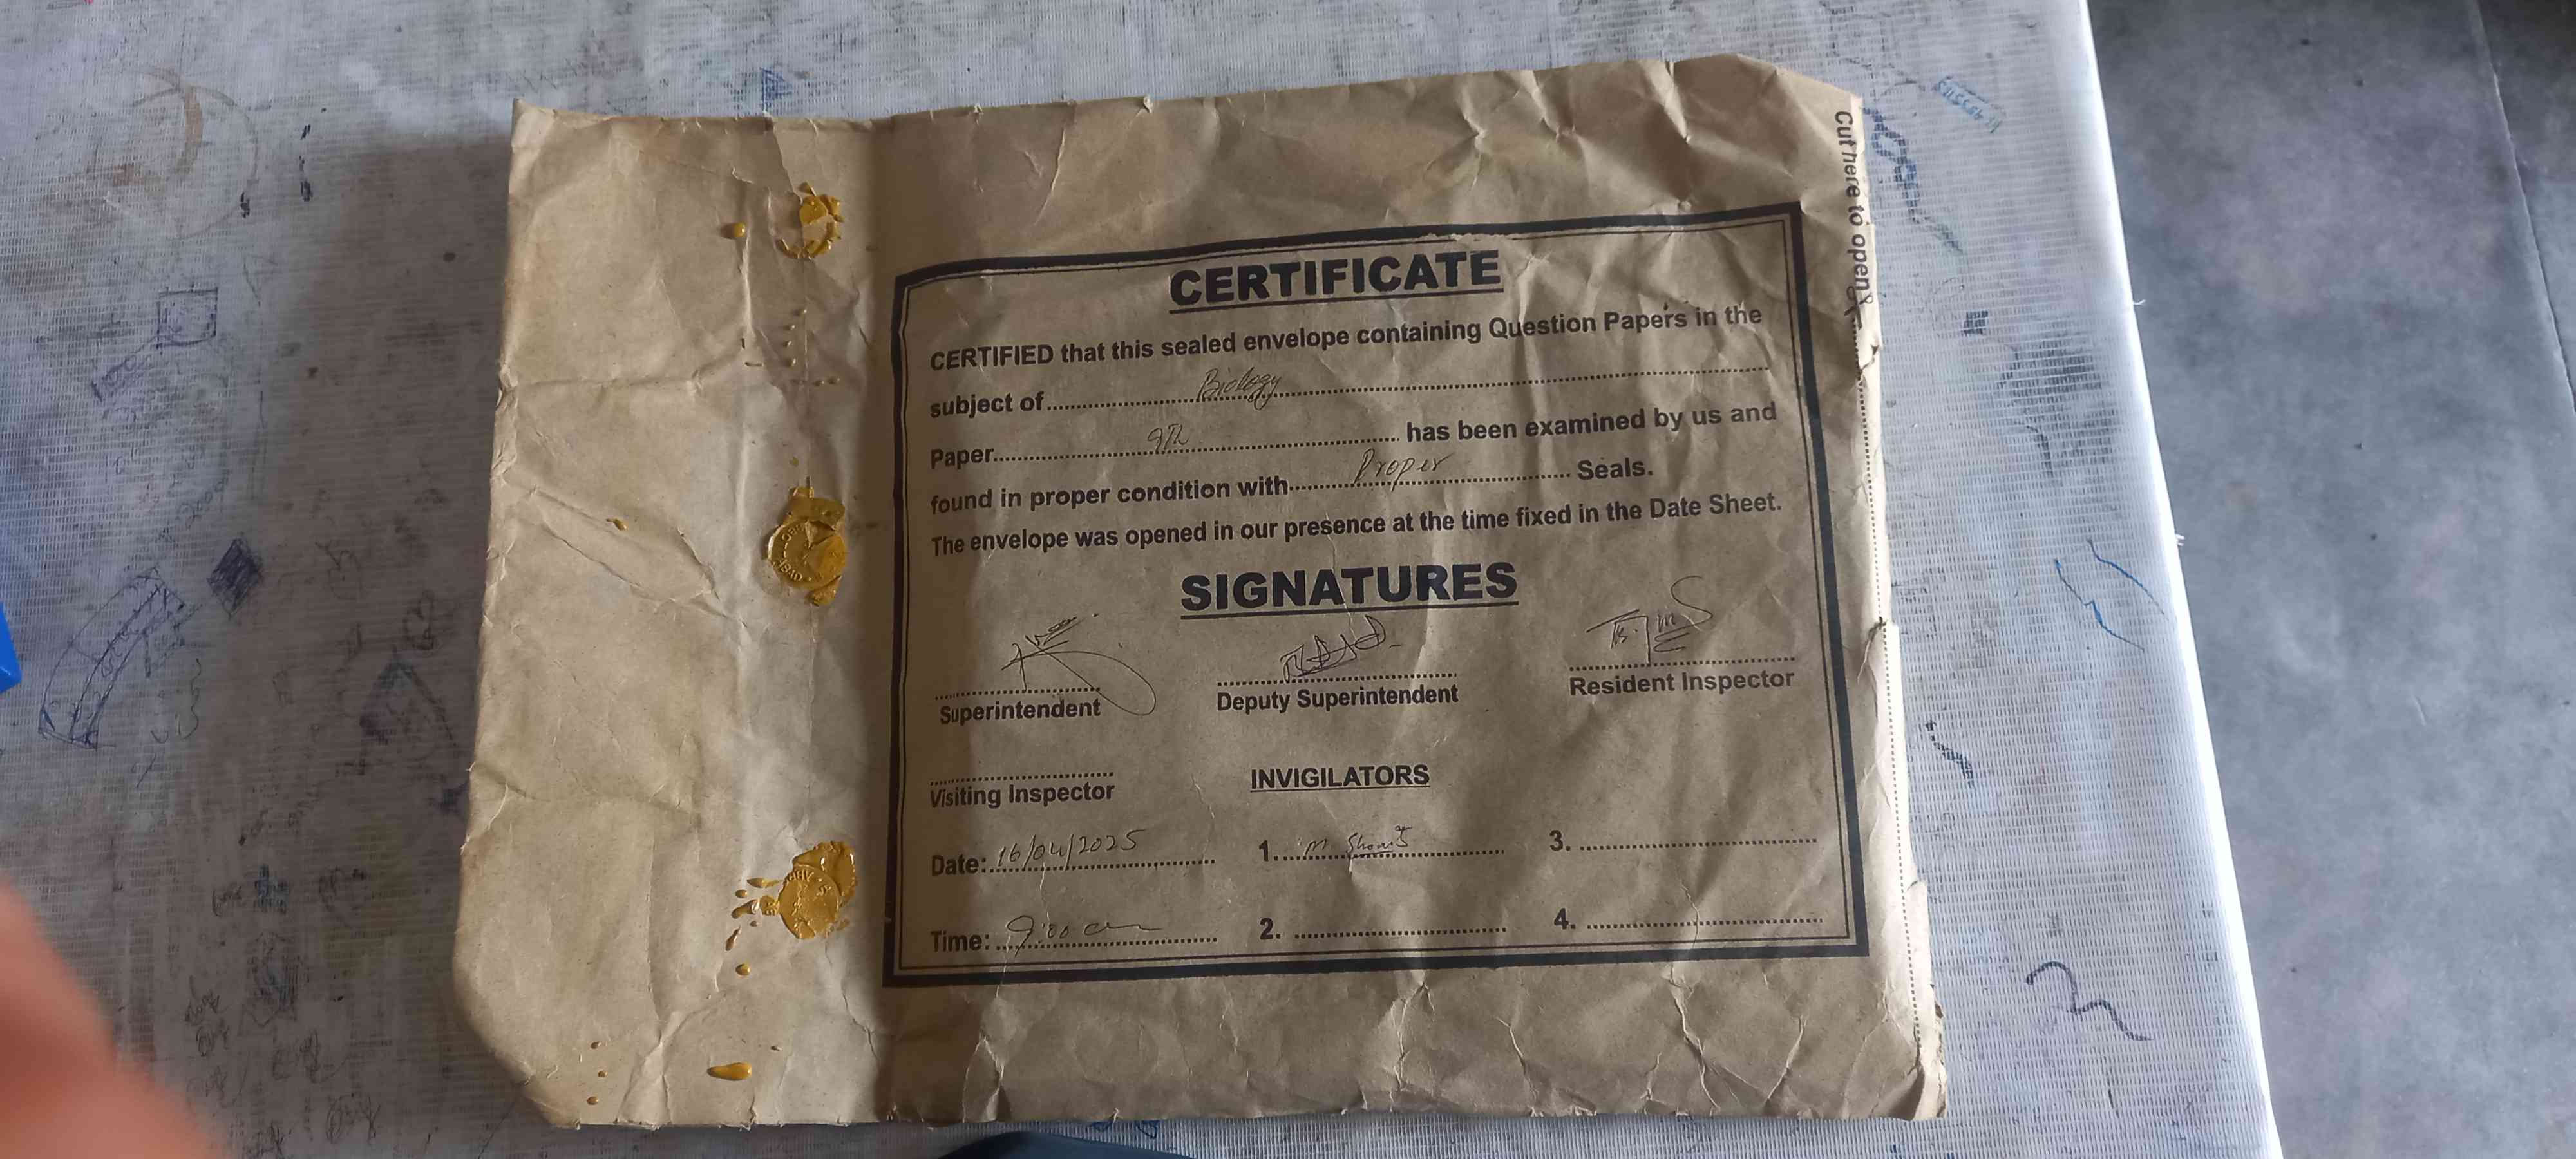 Cut here to open
CERTIFICATE
CERTIFIED that this sealed envelope containing Question Papers in the
subject of Biology
Paper 9th has been examined by us and
found in proper condition with Proper Seals.
The envelope was opened in our presence at the time fixed in the Date Sheet.
SIGNATURES
Superintendent Deputy Superintendent Resident Inspector
Visiting Inspector INVIGILATORS
Date: 16/04/2025 1. M. 3.
Time: 9:00 am 2. 4.